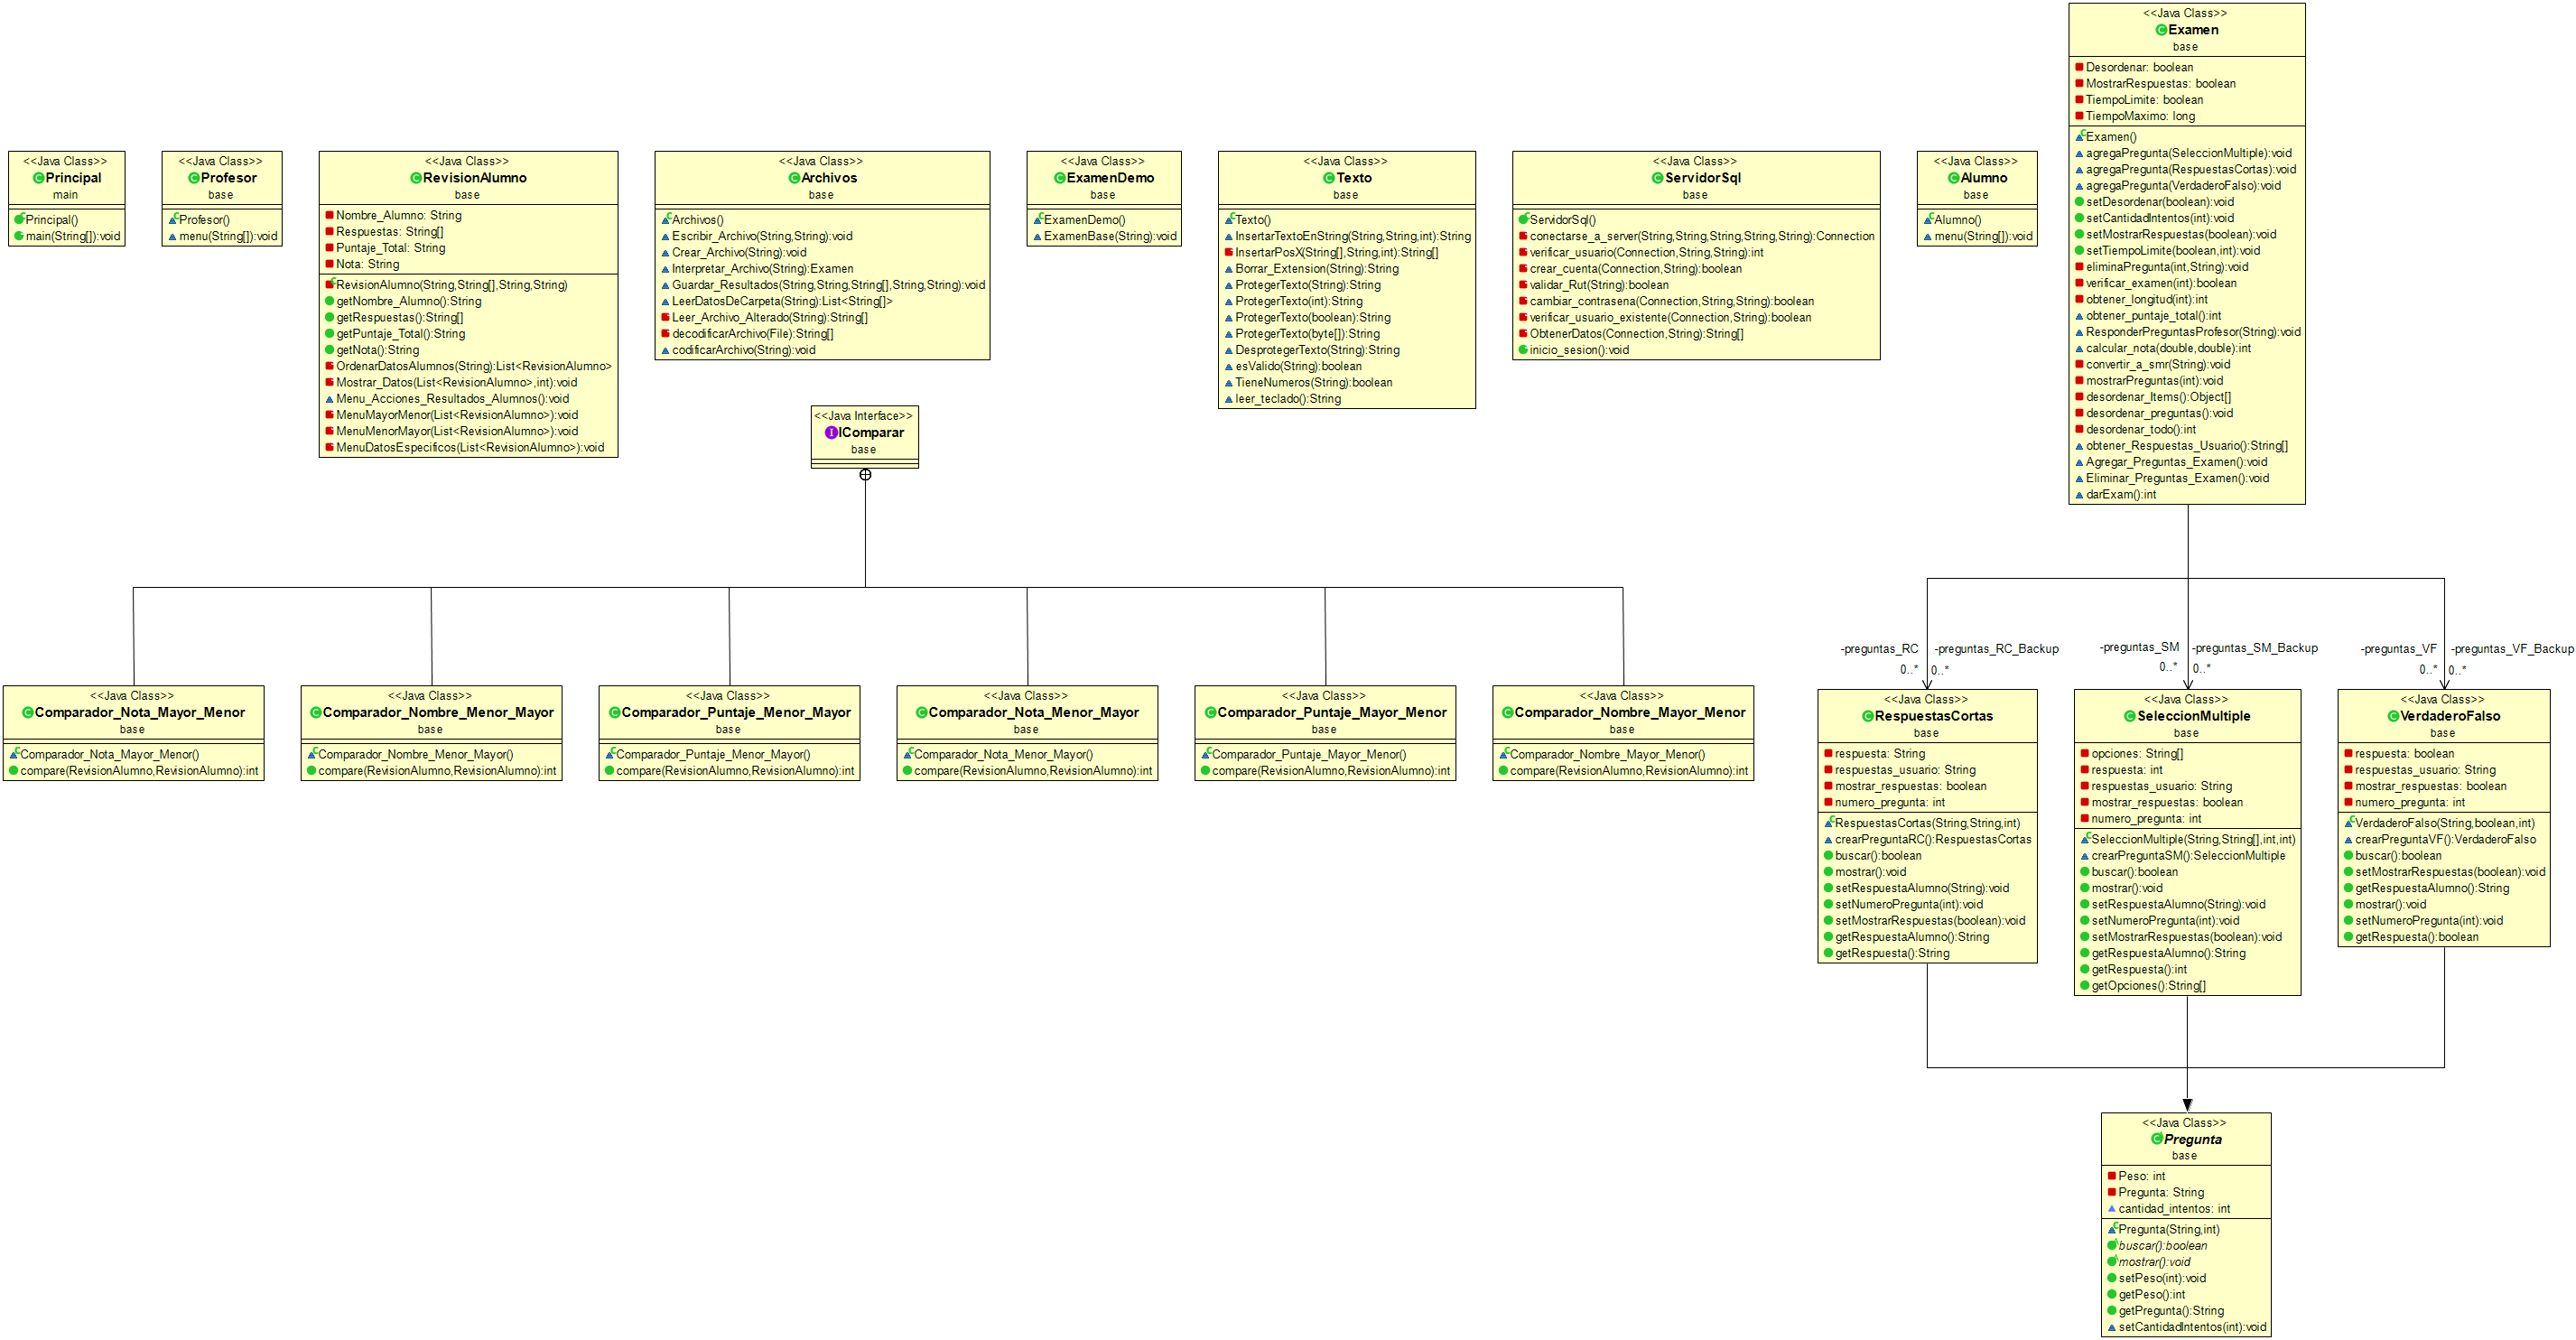 <<Java Class>>
Principal
main
Principal()
main(String[]):void
<<Java Class>>
Profesor
base
Profesor()
menu(String[]):void
<<Java Class>>
RevisionAlumno
base
Nombre_Alumno: String
Respuestas: String[]
Puntaje_Total: String
Nota: String
RevisionAlumno(String,String[],String,String)
getNombre_Alumno():String
getRespuestas():String[]
getPuntaje_Total():String
getNota():String
OrdenarDatosAlumnos(String):List<RevisionAlumno>
Mostrar_Datos(List<RevisionAlumno>,int):void
Menu_Acciones_Resultados_Alumnos():void
MenuMayorMenor(List<RevisionAlumno>):void
MenuMenorMayor(List<RevisionAlumno>):void
MenuDatosEspecificos(List<RevisionAlumno>):void
<<Java Class>>
Archivos
base
Archivos()
Escribir_Archivo(String,String):void
Crear_Archivo(String):void
Interpretar_Archivo(String):Examen
Guardar_Resultados(String,String,String[],String,String):void
LeerDatosDeCarpeta(String):List<String[]>
Leer_Archivo_Alterado(String):String[]
decodificarArchivo(File):String[]
codificarArchivo(String):void
<<Java Class>>
ExamenDemo
base
ExamenDemo()
ExamenBase(String):void
<<Java Class>>
Texto
base
Texto()
InsertarTextoEnString(String,String,int):String
InsertarPosX(String[],String,int):String[]
Borrar_Extension(String):String
ProtegerTexto(String):String
ProtegerTexto(int):String
ProtegerTexto(boolean):String
ProtegerTexto(byte[]):String
DesprotegerTexto(String):String
esValido(String):boolean
TieneNumeros(String):boolean
leer_teclado():String
<<Java Class>>
ServidorSql
base
ServidorSql()
conectarse_a_server(String,String,String,String,String):Connection
verificar_usuario(Connection,String,String):int
crear_cuenta(Connection,String):boolean
validar_Rut(String):boolean
cambiar_contrasena(Connection,String,String):boolean
verificar_usuario_existente(Connection,String):boolean
ObtenerDatos(Connection,String):String[]
inicio_sesion():void
<<Java Class>>
Alumno
base
Alumno()
menu(String[]):void
<<Java Class>>
Examen
base
Desordenar: boolean
MostrarRespuestas: boolean
TiempoLimite: boolean
TiempoMaximo: long
Examen()
agregaPregunta(SeleccionMultiple):void
agregaPregunta(RespuestasCortas):void
agregaPregunta(VerdaderoFalso):void
setDesordenar(boolean):void
setCantidadIntentos(int):void
setMostrarRespuestas(boolean):void
setTiempoLimite(boolean,int):void
eliminaPregunta(int,String):void
verificar_examen(int):boolean
obtener_longitud(int):int
obtener_puntaje_total():int
ResponderPreguntasProfesor(String):void
calcular_nota(double,double):int
convertir_a_smr(String):void
mostrarPreguntas(int):void
desordenar_Items():Object[]
desordenar_preguntas():void
desordenar_todo():int
obtener_Respuestas_Usuario():String[]
Agregar_Preguntas_Examen():void
Eliminar_Preguntas_Examen():void
darExam():int
<<Java Interface>>
IComparar
base
-preguntas_RC
0..*
-preguntas_RC_Backup
0..*
-preguntas_SM
0..*
-preguntas_SM_Backup
0..*
-preguntas_VF
0..*
-preguntas_VF_Backup
0..*
<<Java Class>>
Comparador_Nota_Mayor_Menor
base
Comparador_Nota_Mayor_Menor()
compare(RevisionAlumno,RevisionAlumno):int
<<Java Class>>
Comparador_Nombre_Menor_Mayor
base
Comparador_Nombre_Menor_Mayor()
compare(RevisionAlumno,RevisionAlumno):int
<<Java Class>>
Comparador_Puntaje_Menor_Mayor
base
Comparador_Puntaje_Menor_Mayor()
compare(RevisionAlumno,RevisionAlumno):int
<<Java Class>>
Comparador_Nota_Menor_Mayor
base
Comparador_Nota_Menor_Mayor()
compare(RevisionAlumno,RevisionAlumno):int
<<Java Class>>
Comparador_Puntaje_Mayor_Menor
base
Comparador_Puntaje_Mayor_Menor()
compare(RevisionAlumno,RevisionAlumno):int
<<Java Class>>
Comparador_Nombre_Mayor_Menor
base
Comparador_Nombre_Mayor_Menor()
compare(RevisionAlumno,RevisionAlumno):int
<<Java Class>>
RespuestasCortas
base
respuesta: String
respuestas_usuario: String
mostrar_respuestas: boolean
numero_pregunta: int
RespuestasCortas(String,String,int)
crearPreguntaRC():RespuestasCortas
buscar():boolean
mostrar():void
setRespuestaAlumno(String):void
setNumeroPregunta(int):void
setMostrarRespuestas(boolean):void
getRespuestaAlumno():String
getRespuesta():String
<<Java Class>>
SeleccionMultiple
base
opciones: String[]
respuesta: int
respuestas_usuario: String
mostrar_respuestas: boolean
numero_pregunta: int
SeleccionMultiple(String,String[],int,int)
crearPreguntaSM():SeleccionMultiple
buscar():boolean
mostrar():void
setRespuestaAlumno(String):void
setNumeroPregunta(int):void
setMostrarRespuestas(boolean):void
getRespuestaAlumno():String
getRespuesta():int
getOpciones():String[]
<<Java Class>>
VerdaderoFalso
base
respuesta: boolean
respuestas_usuario: String
mostrar_respuestas: boolean
numero_pregunta: int
VerdaderoFalso(String,boolean,int)
crearPreguntaVF():VerdaderoFalso
buscar():boolean
setMostrarRespuestas(boolean):void
getRespuestaAlumno():String
mostrar():void
setNumeroPregunta(int):void
getRespuesta():boolean
<<Java Class>>
Pregunta
base
Peso: int
Pregunta: String
cantidad_intentos: int
Pregunta(String,int)
buscar():boolean
mostrar():void
setPeso(int):void
getPeso():int
getPregunta():String
setCantidadIntentos(int):void